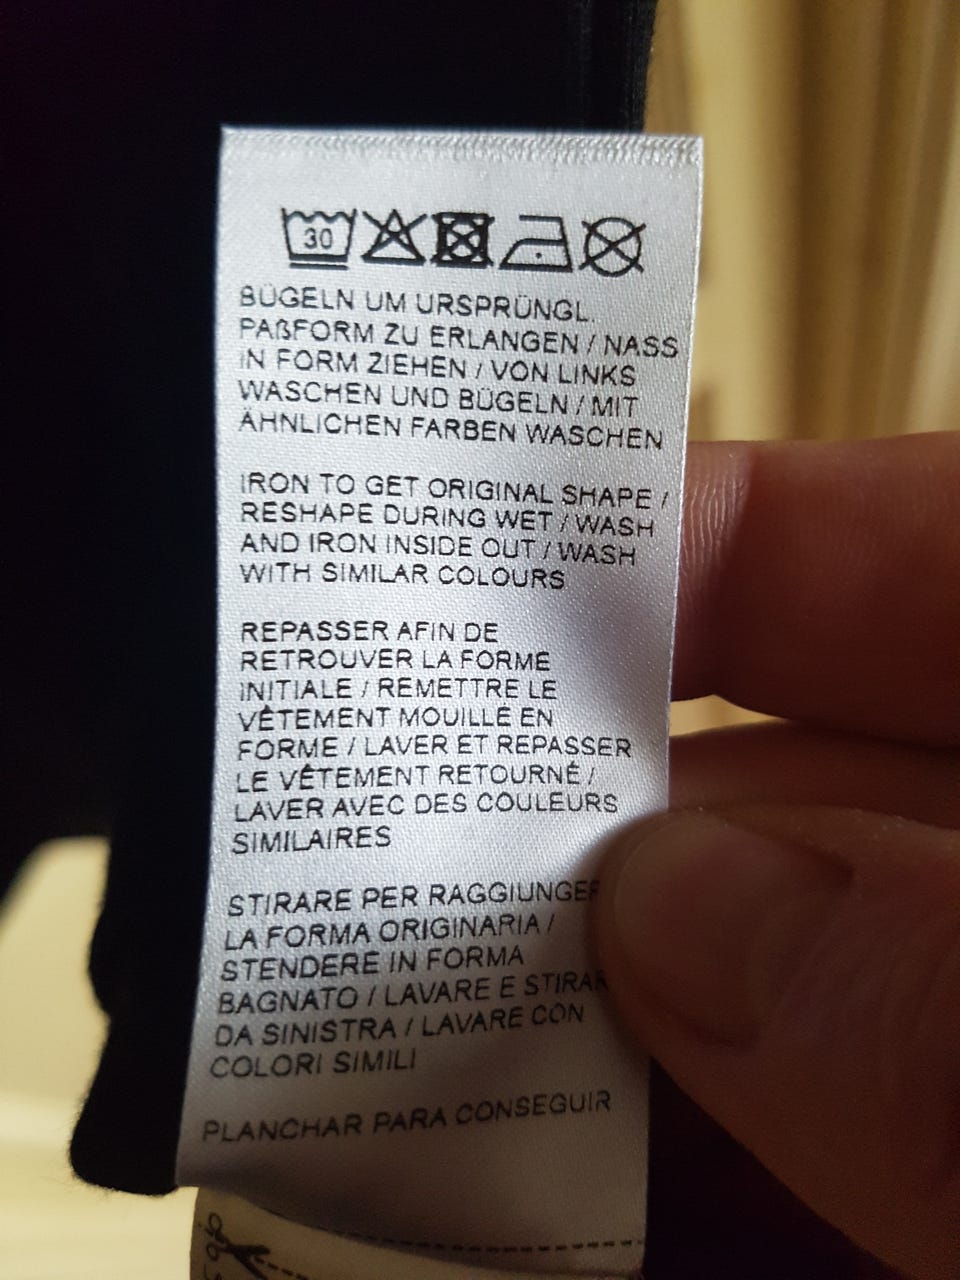 30
BÜGELN UM URSPRÜNGL.
PAßFORM ZU ERLANGEN / NASS
IN FORM ZIEHEN / VON LINKS
WASCHEN UND BÜGELN / MIT
ÄHNLICHEN FARBEN WASCHEN
IRON TO GET ORIGINAL SHAPE /
RESHAPE DURING WET / WASH
AND IRON INSIDE OUT / WASH
WITH SIMILAR COLOURS
REPASSER AFIN DE
RETROUVER LA FORME
INITIALE / REMETTRE LE
VÊTEMENT MOUILLÉ EN
FORME / LAVER ET REPASSER
LE VÊTEMENT RETOURNÉ /
LAVER AVEC DES COULEURS
SIMILAIRES
STIRARE PER RAGGIUNGER
LA FORMA ORIGINARIA /
STENDERE IN FORMA
BAGNATO / LAVARE E STIRAR
DA SINISTRA / LAVARE CON
COLORI SIMILI
PLANCHAR PARA CONSEGUIR